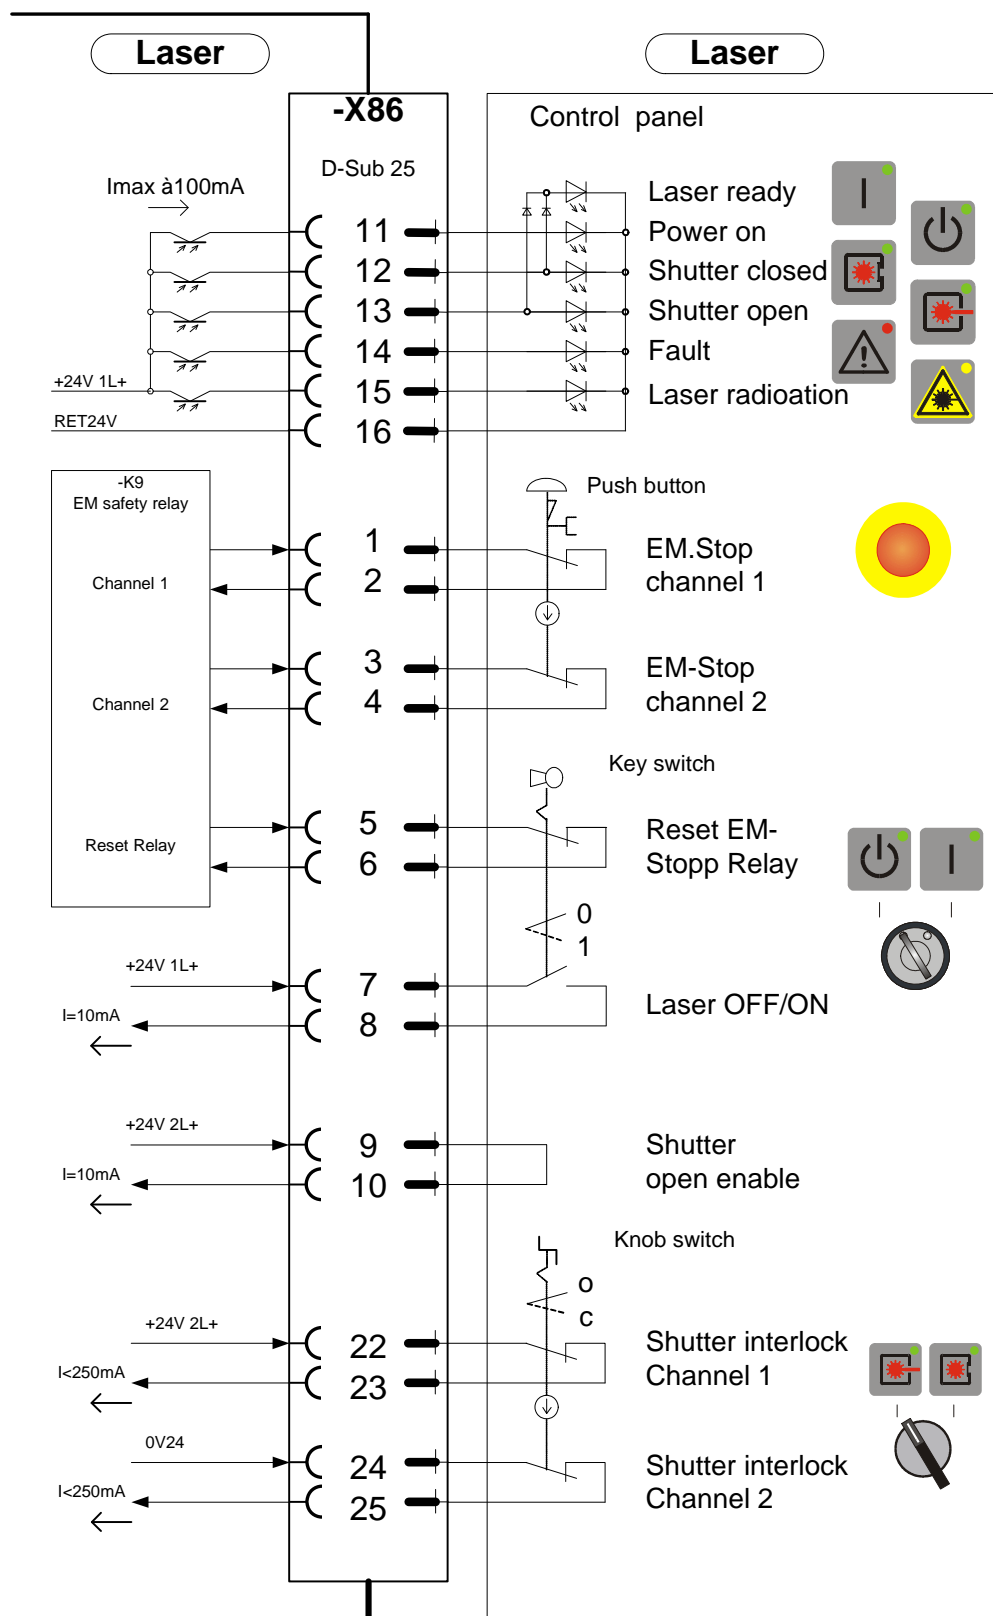 Laser
Laser
-X86
Control panel
D-Sub 25
Imax à100mA
Laser ready
11
Power on
12
Shutter closed
13
Shutter open
14
Fault
+24V 1L+
15
Laser radioation
RET24V
16
-K9
EM safety relay
Push button
1
EM.Stop
Channel 1
2
channel 1
3
EM-Stop
Channel 2
4
channel 2
Key switch
5
Reset EM-
Reset Relay
6
Stopp Relay
0
1
+24V 1L+
7
Laser OFF/ON
I=10mA
8
+24V 2L+
9
Shutter
I=10mA
10
open enable
Knob switch
o
c
+24V 2L+
22
Shutter interlock
I<250mA
23
Channel 1
0V24
24
Shutter interlock
I<250mA
25
Channel 2